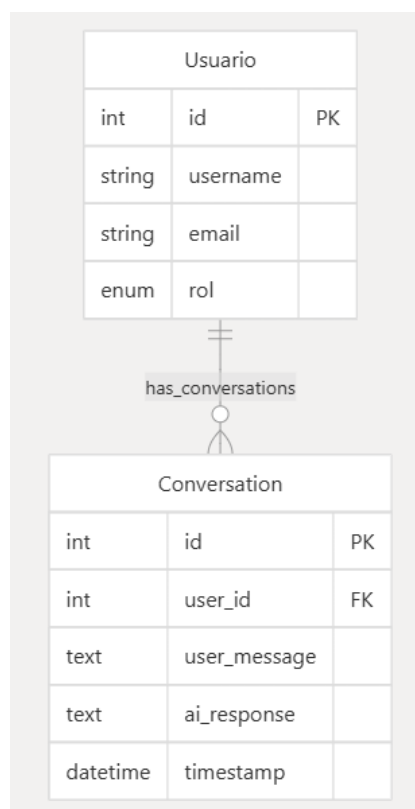 Usuario
int id PK
string username
string email
enum rol
has_conversations
Conversation
int id PK
int user_id FK
text user_message
text ai_response
datetime timestamp